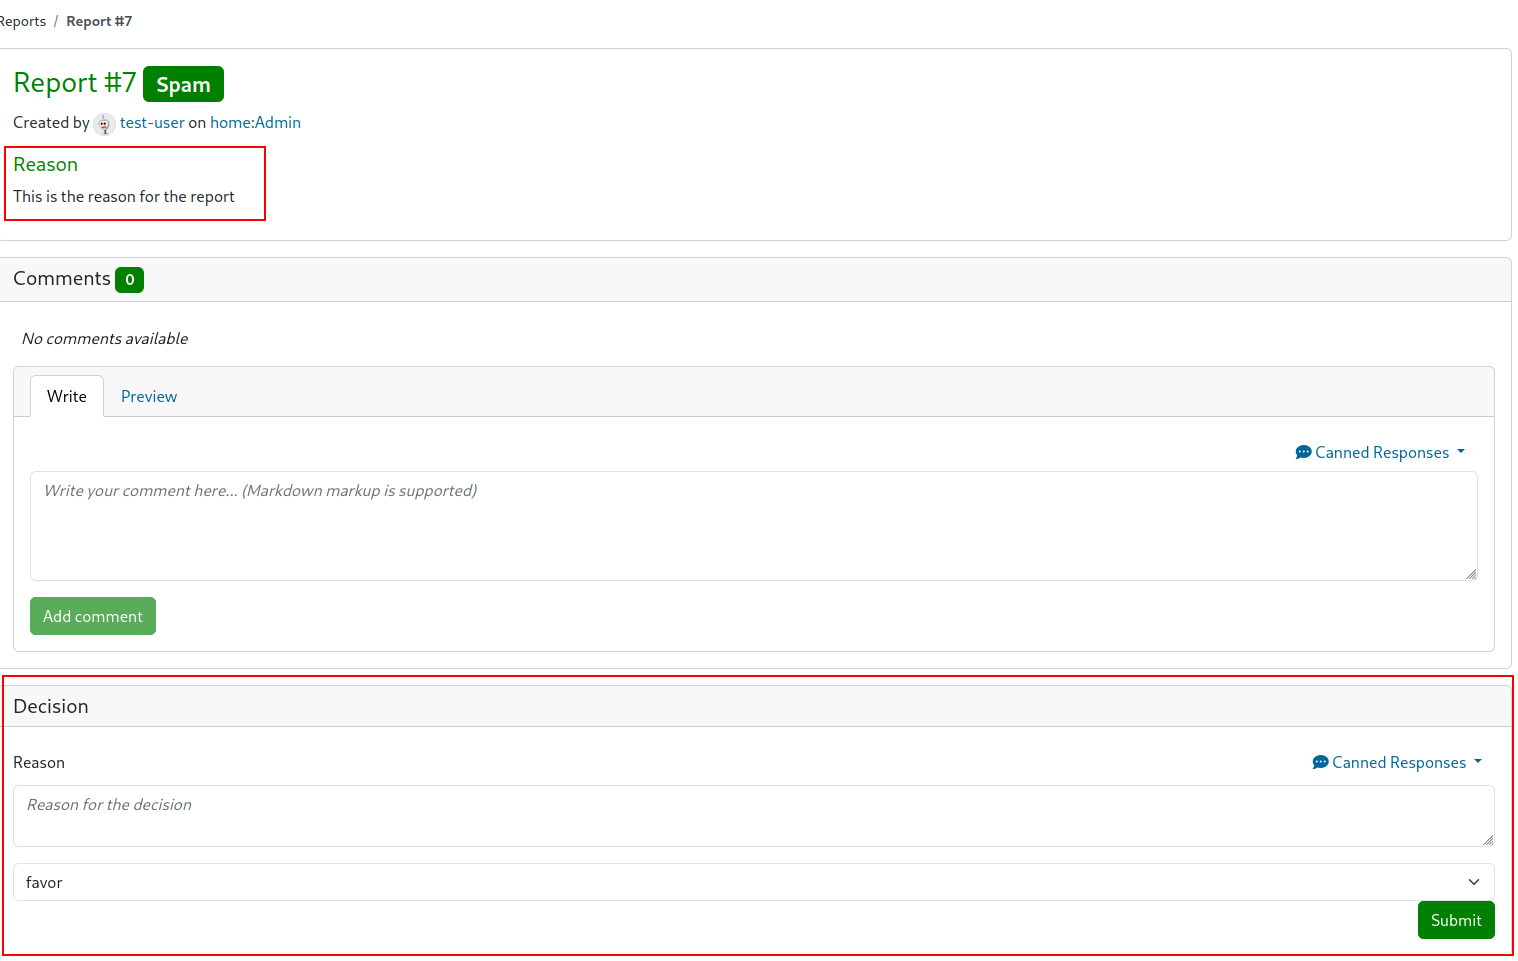 Reports / Report #7
Report #7 Spam
Created by test-user on home:Admin
Reason
This is the reason for the report
Comments 0
No comments available
Write Preview
Canned Responses
Write your comment here... (Markdown markup is supported)
Add comment
Decision
Reason Canned Responses
Reason for the decision
favor
Submit